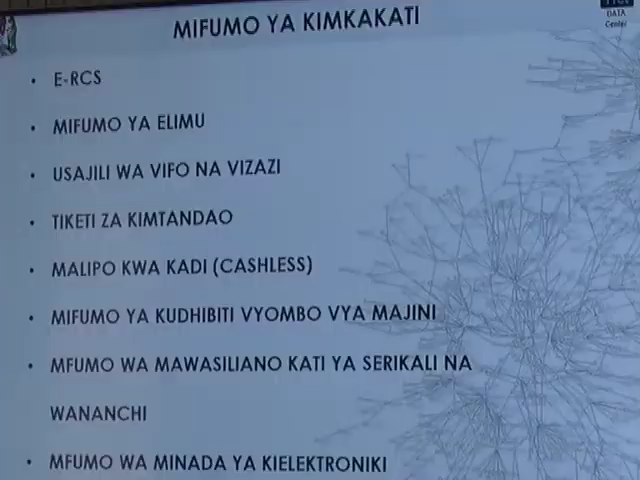 MIFUMO YA KIMKAKATI
DATA
Center
• E-RCS
• MIFUMO YA ELIMU
• USAJILI WA VIFO NA VIZAZI
• TIKETI ZA KIMTANDAO
• MALIPO KWA KADI (CASHLESS)
• MIFUMO YA KUDHIBITI VYOMBO VYA MAJINI
• MFUMO WA MAWASILIANO KATI YA SERIKALI NA
WANANCHI
• MFUMO WA MINADA YA KIELEKTRONIKI